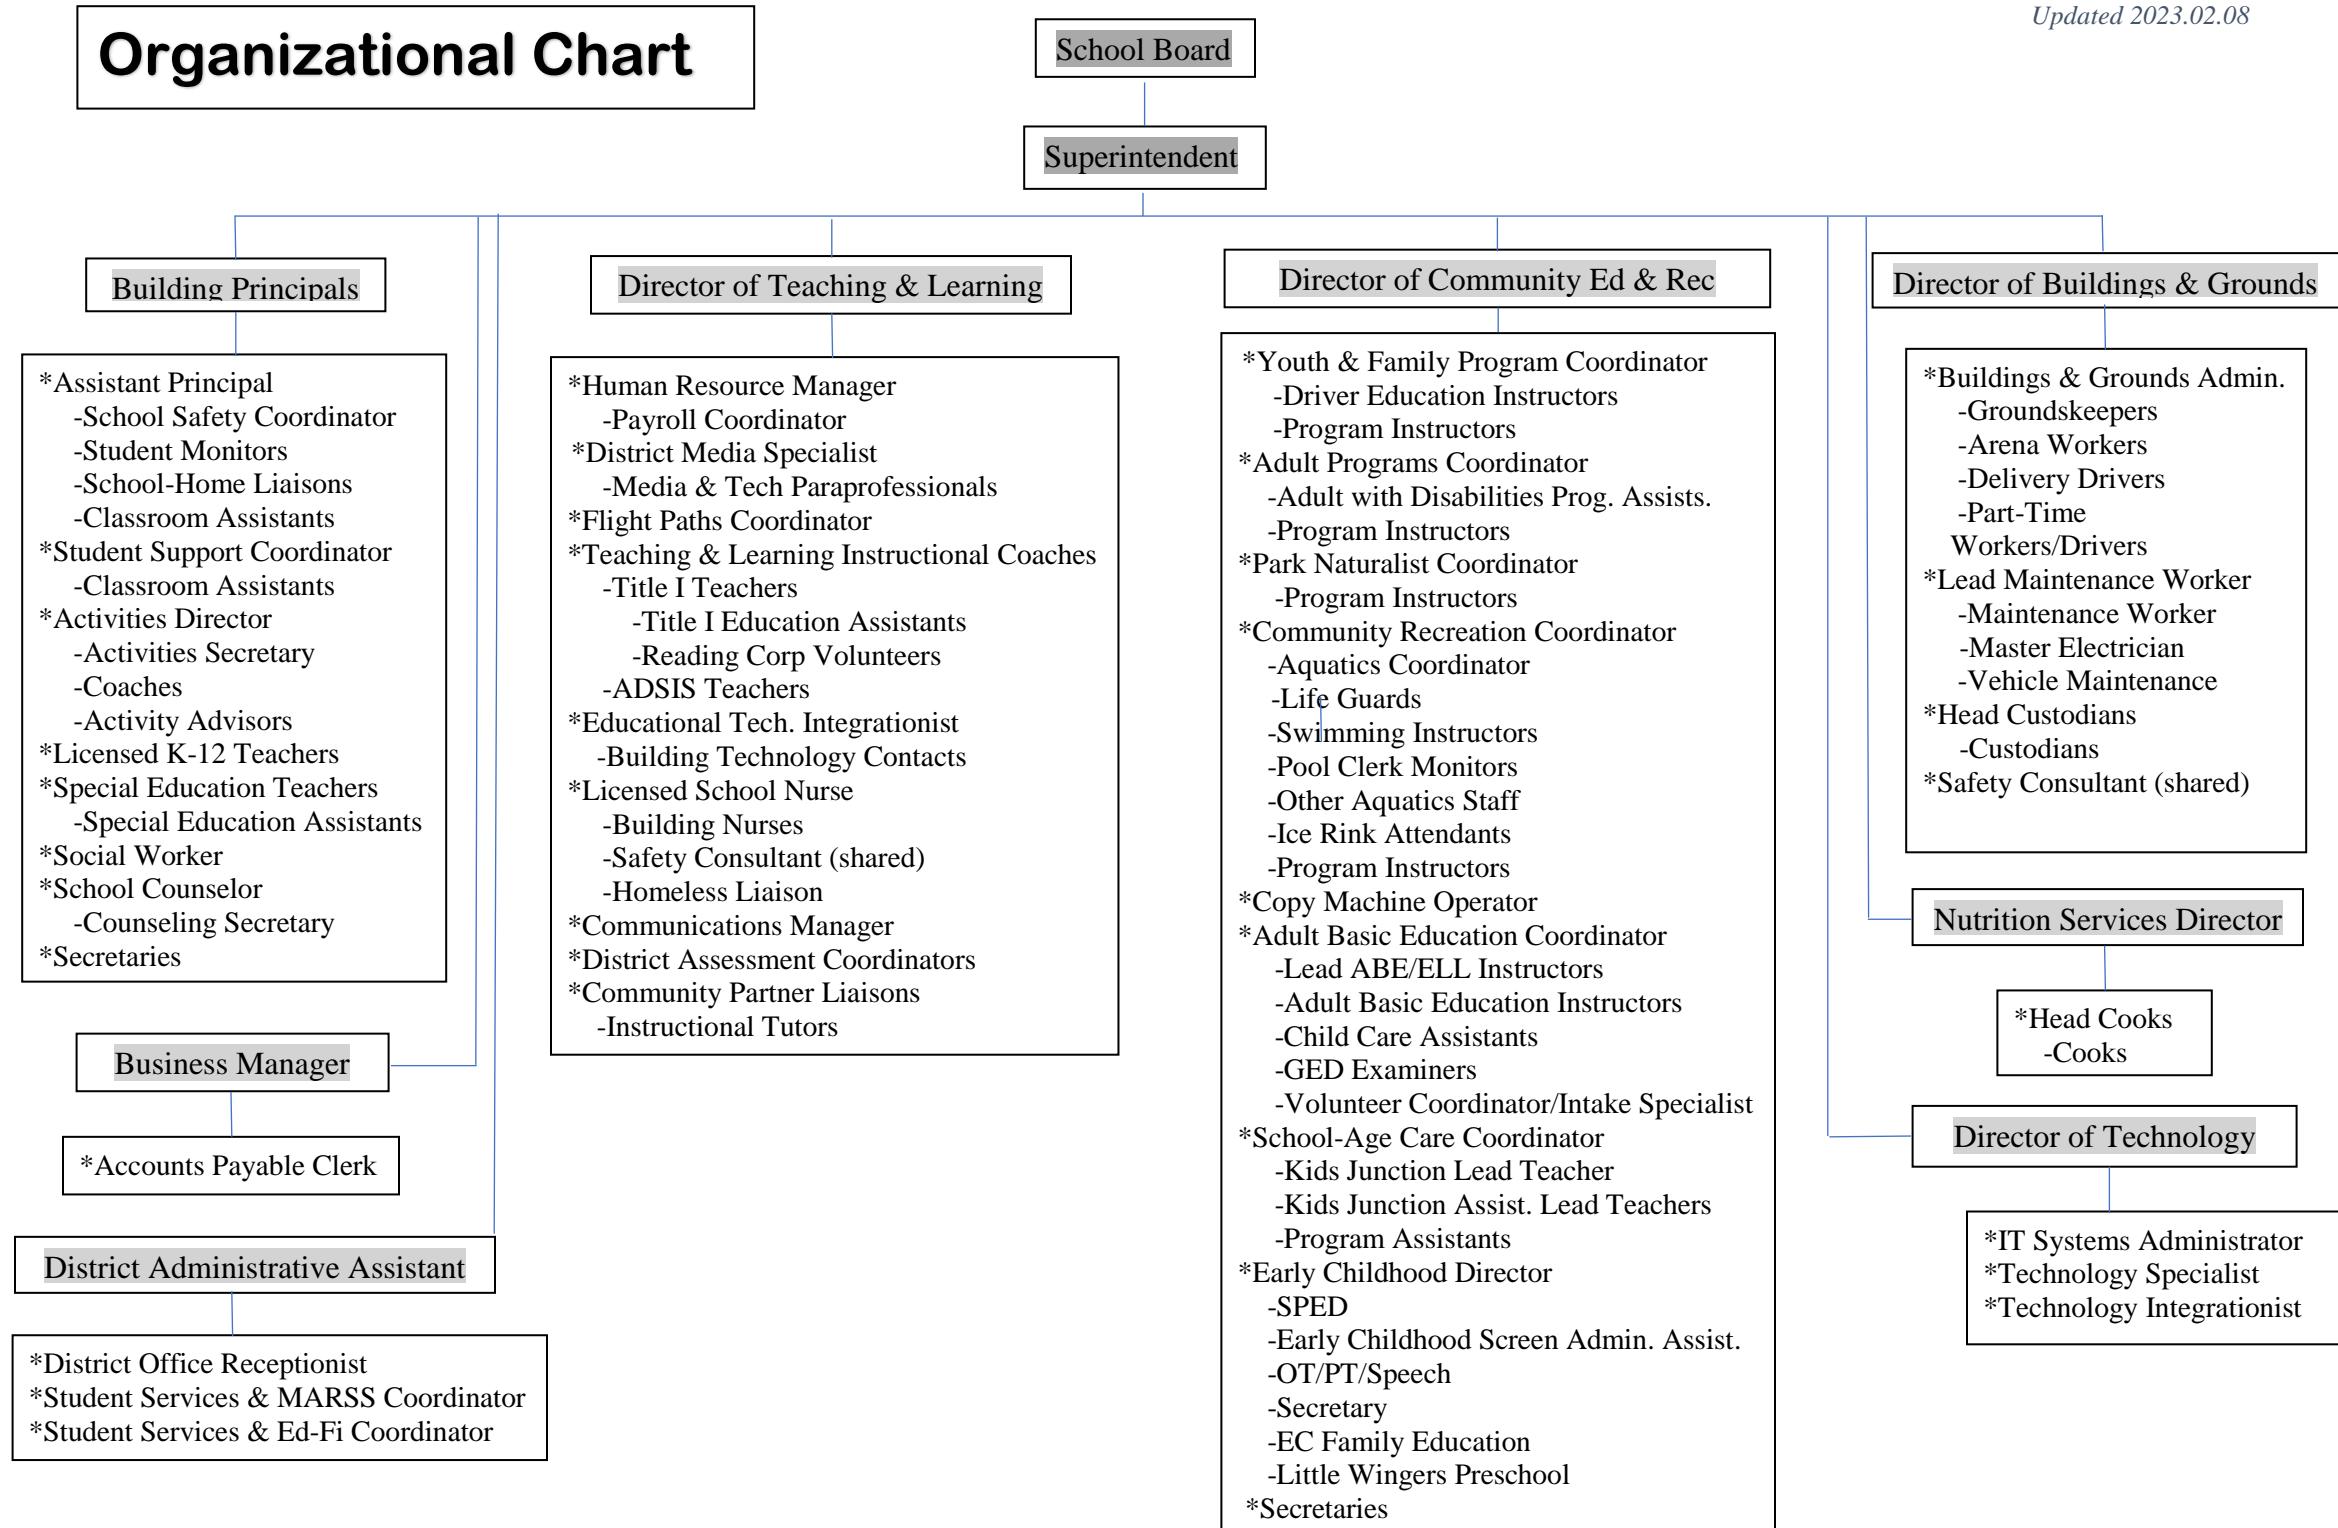 Updated 2023.02.08
Organizational Chart
School Board
Superintendent
Building Principals
*Assistant Principal
-School Safety Coordinator
-Student Monitors
-School-Home Liaisons
-Classroom Assistants
*Student Support Coordinator
-Classroom Assistants
*Activities Director
-Activities Secretary
-Coaches
-Activity Advisors
*Licensed K-12 Teachers
*Special Education Teachers
-Special Education Assistants
*Social Worker
*School Counselor
-Counseling Secretary
*Secretaries
Business Manager
*Accounts Payable Clerk
District Administrative Assistant
*District Office Receptionist
*Student Services & MARSS Coordinator
*Student Services & Ed-Fi Coordinator
Director of Teaching & Learning
*Human Resource Manager
-Payroll Coordinator
*District Media Specialist
-Media & Tech Paraprofessionals
*Flight Paths Coordinator
*Teaching & Learning Instructional Coaches
-Title I Teachers
-Title I Education Assistants
-Reading Corp Volunteers
-ADSIS Teachers
*Educational Tech. Integrationist
-Building Technology Contacts
*Licensed School Nurse
-Building Nurses
-Safety Consultant (shared)
-Homeless Liaison
*Communications Manager
*District Assessment Coordinators
*Community Partner Liaisons
-Instructional Tutors
Director of Community Ed & Rec
*Youth & Family Program Coordinator
-Driver Education Instructors
-Program Instructors
*Adult Programs Coordinator
-Adult with Disabilities Prog. Assists.
-Program Instructors
*Park Naturalist Coordinator
-Program Instructors
*Community Recreation Coordinator
-Aquatics Coordinator
-Life Guards
-Swimming Instructors
-Pool Clerk Monitors
-Other Aquatics Staff
-Ice Rink Attendants
-Program Instructors
*Copy Machine Operator
*Adult Basic Education Coordinator
-Lead ABE/ELL Instructors
-Adult Basic Education Instructors
-Child Care Assistants
-GED Examiners
-Volunteer Coordinator/Intake Specialist
*School-Age Care Coordinator
-Kids Junction Lead Teacher
-Kids Junction Assist. Lead Teachers
-Program Assistants
*Early Childhood Director
-SPED
-Early Childhood Screen Admin. Assist.
-OT/PT/Speech
-Secretary
-EC Family Education
-Little Wingers Preschool
*Secretaries
Director of Buildings & Grounds
*Buildings & Grounds Admin.
-Groundskeepers
-Arena Workers
-Delivery Drivers
-Part-Time
Workers/Drivers
*Lead Maintenance Worker
-Maintenance Worker
-Master Electrician
-Vehicle Maintenance
*Head Custodians
-Custodians
*Safety Consultant (shared)
Nutrition Services Director
*Head Cooks
-Cooks
Director of Technology
*IT Systems Administrator
*Technology Specialist
*Technology Integrationist